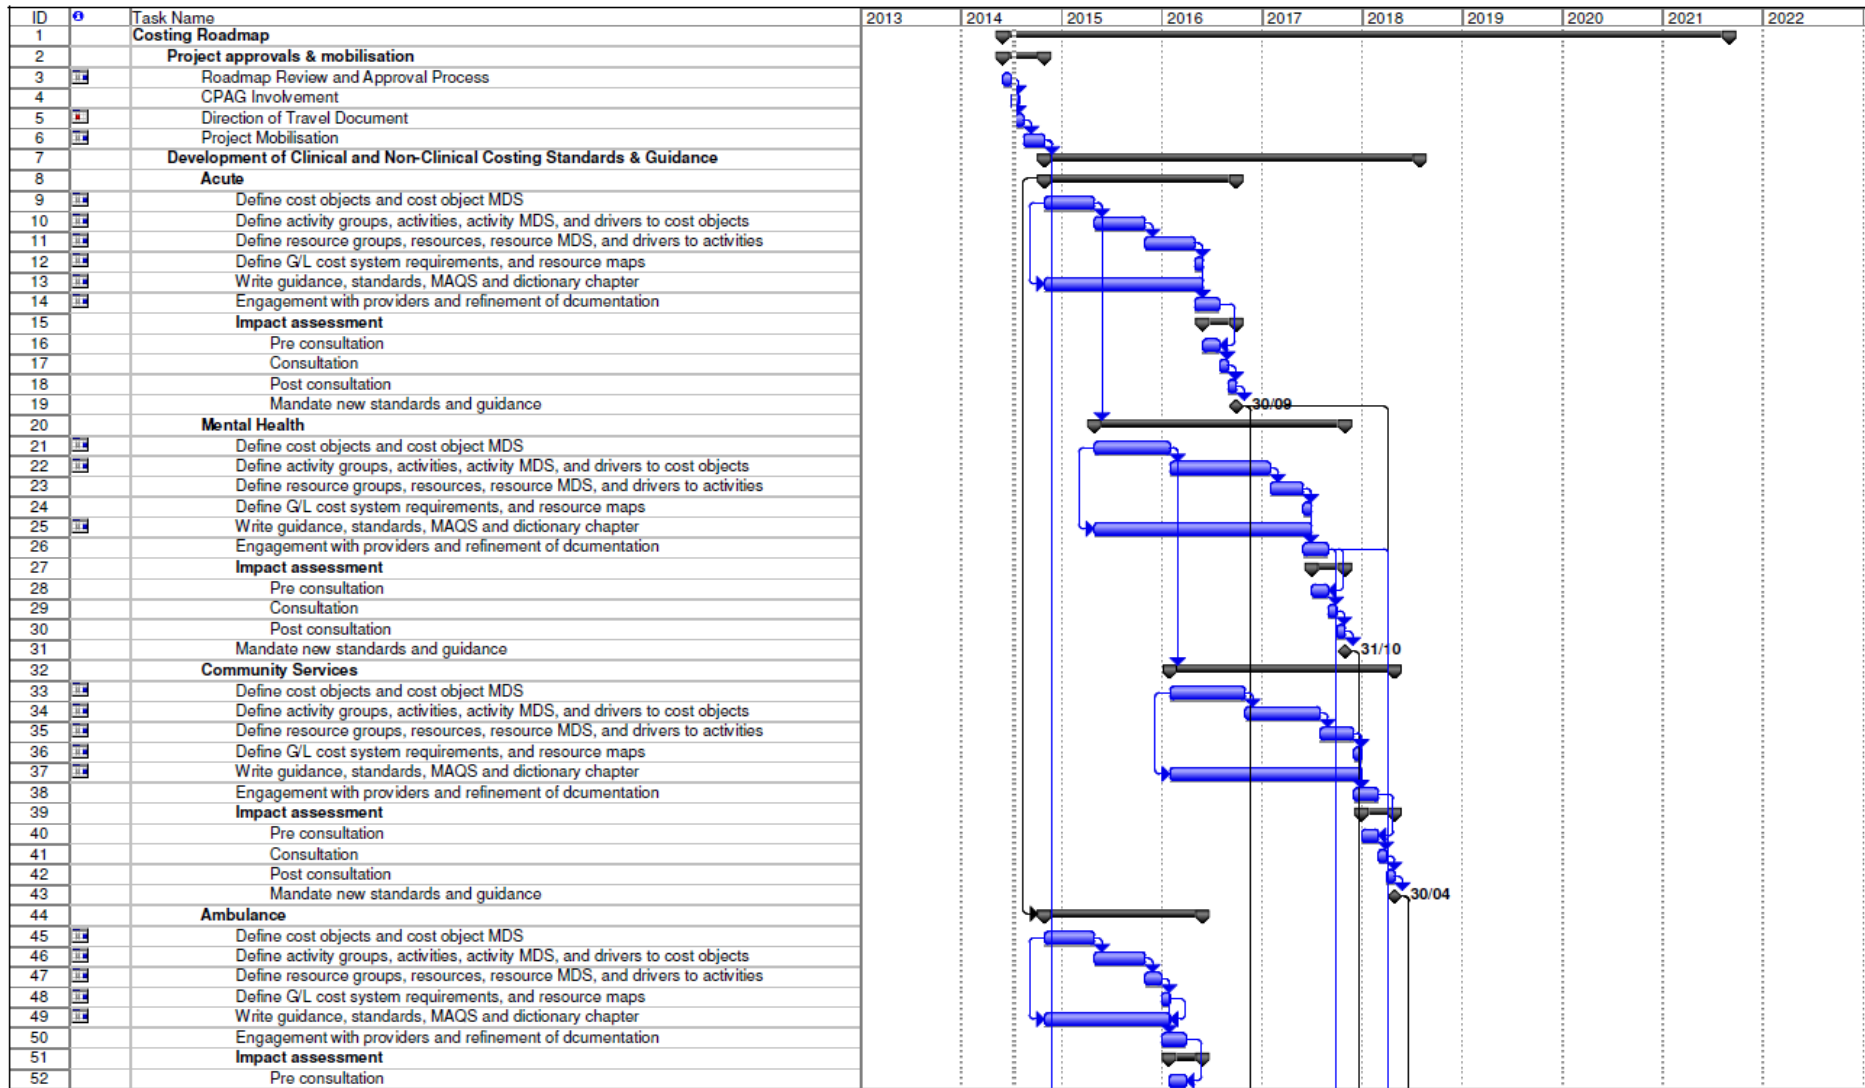 ID Task Name 2013 2014 2015 2016 2017 2018 2019 2020 2021 2022
1 Costing Roadmap
2 Project approvals & mobilisation
3 Roadmap Review and Approval Process
4 CPAG Involvement
5 Direction of Travel Document
6 Project Mobilisation
7 Development of Clinical and Non-Clinical Costing Standards & Guidance
8 Acute
9 Define cost objects and cost object MDS
10 Define activity groups, activities, activity MDS, and drivers to cost objects
11 Define resource groups, resources, resource MDS, and drivers to activities
12 Define G/L cost system requirements, and resource maps
13 Write guidance, standards, MAQS and dictionary chapter
14 Engagement with providers and refinement of dcumentation
15 Impact assessment
16 Pre consultation
17 Consultation
18 Post consultation
19 Mandate new standards and guidance 30/09
20 Mental Health
21 Define cost objects and cost object MDS
22 Define activity groups, activities, activity MDS, and drivers to cost objects
23 Define resource groups, resources, resource MDS, and drivers to activities
24 Define G/L cost system requirements, and resource maps
25 Write guidance, standards, MAQS and dictionary chapter
26 Engagement with providers and refinement of dcumentation
27 Impact assessment
28 Pre consultation
29 Consultation
30 Post consultation
31 Mandate new standards and guidance 31/10
32 Community Services
33 Define cost objects and cost object MDS
34 Define activity groups, activities, activity MDS, and drivers to cost objects
35 Define resource groups, resources, resource MDS, and drivers to activities
36 Define G/L cost system requirements, and resource maps
37 Write guidance, standards, MAQS and dictionary chapter
38 Engagement with providers and refinement of dcumentation
39 Impact assessment
40 Pre consultation
41 Consultation
42 Post consultation
43 Mandate new standards and guidance 30/04
44 Ambulance
45 Define cost objects and cost object MDS
46 Define activity groups, activities, activity MDS, and drivers to cost objects
47 Define resource groups, resources, resource MDS, and drivers to activities
48 Define G/L cost system requirements, and resource maps
49 Write guidance, standards, MAQS and dictionary chapter
50 Engagement with providers and refinement of dcumentation
51 Impact assessment
52 Pre consultation